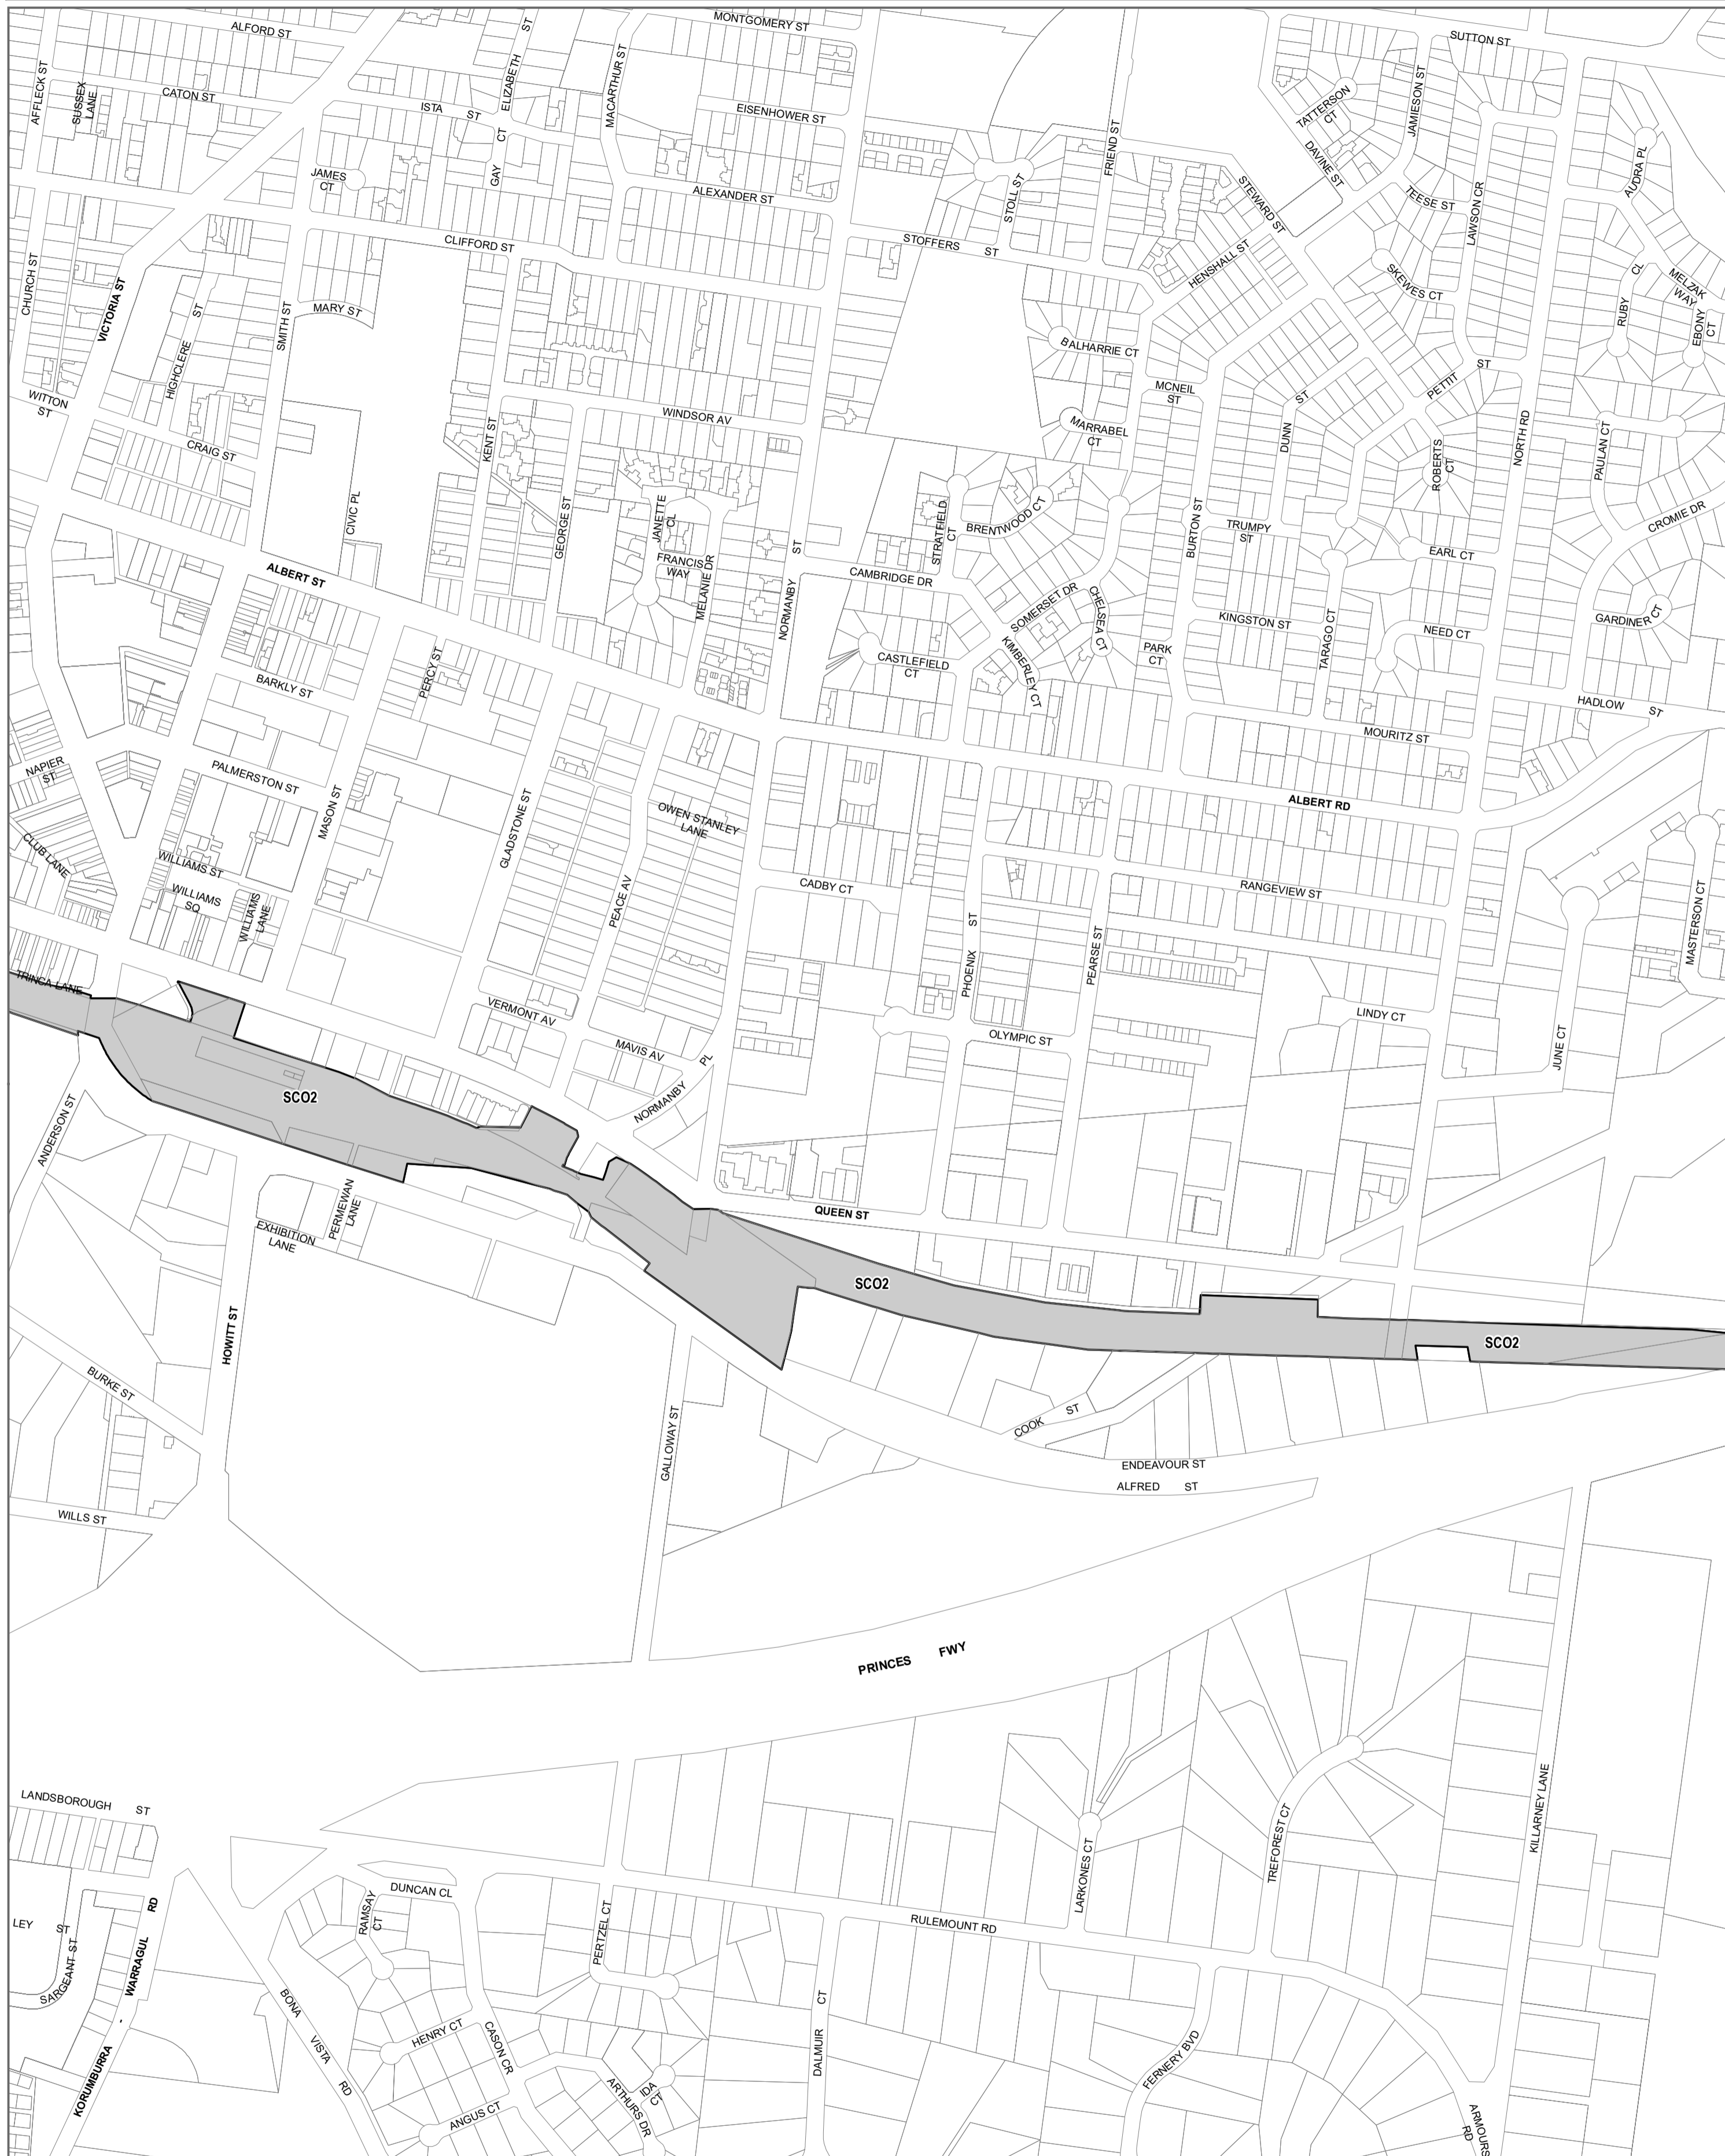 ALFORD ST
AFFLECK ST
SUSSEX
LANE
CATON ST
ELIZABETH ST
ISTA ST
GAY CT
JAMES
CT
MACARTHUR ST
MONTGOMERY ST
EISENHOWER ST
ALEXANDER ST
CLIFFORD ST
STOFFERS ST
STOLL ST
FRIEND ST
STEWARD ST
HENSHALL ST
DAVINE ST
TATTERSON
CT
JAMIESON ST
SUTTON ST
TEESE ST
LAWSON CR
SKEWES CT
AUDRA PL
RUBY CL
MELZAK
WAY
EBONY
CT
CHURCH ST
VICTORIA ST
HIGHCLERE ST
SMITH ST
MARY ST
WITTON
ST
CRAIG ST
CIVIC PL
KENT ST
GEORGE ST
WINDSOR AV
JANETTE
CL
FRANCIS
WAY
MELANIE DR
NORMANBY ST
BALHARRIE CT
MCNEIL
ST
MARRABEL
CT
DUNN ST
PETTIT ST
ROBERTS
CT
NORTH RD
PAULAN CT
CROMIE DR
BURTON ST
TRUMPY
ST
EARL CT
STRATFIELD
CT
BRENTWOOD CT
CAMBRIDGE DR
SOMERSET DR
CHELSEA CT
KIMBERLEY CT
CASTLEFIELD
CT
PARK
CT
KINGSTON ST
TARAGO CT
NEED CT
GARDINER CT
HADLOW ST
MOURITZ ST
ALBERT ST
ALBERT RD
BARKLY ST
PERCY ST
NAPIER
ST
PALMERSTON ST
MASON ST
CLUB LANE
WILLIAMS ST
WILLIAMS
SQ
WILLIAMS
LANE
GLADSTONE ST
PEACE AV
OWEN STANLEY
LANE
CADBY CT
PHOENIX ST
PEARSE ST
RANGEVIEW ST
MASTERSON CT
LINDY CT
JUNE CT
TRINCA LANE
VERMONT AV
MAVIS AV
NORMANBY PL
OLYMPIC ST
SCO2
ANDERSON ST
EXHIBITION
LANE
PERMEWAN
LANE
QUEEN ST
SCO2
SCO2
HOWITT ST
BURKE ST
WILLS ST
GALLOWAY ST
COOK ST
ENDEAVOUR ST
ALFRED ST
PRINCES FWY
LANDSBOROUGH ST
LEY ST
SARGEANT ST
KORUMBURRA - WARRAGUL RD
BONA VISTA RD
RAMSAY
CT
DUNCAN CL
HENRY CT
CASON CR
ANGUS CT
PERTZEL CT
ARTHURS DR
IDA
CT
DALMUIR CT
RULEMOUNT RD
LARKONES CT
TREFOREST CT
KILLARNEY LANE
FERNERY BVD
ARMOURS
RD